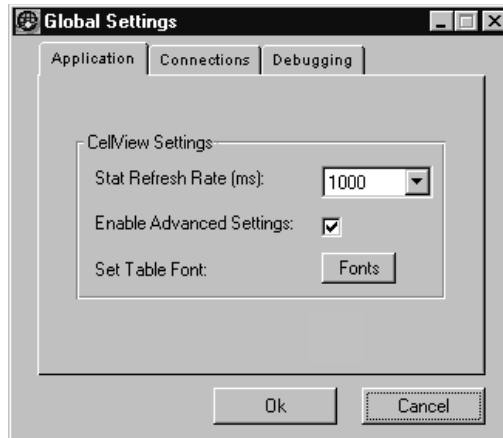 Global Settings
Application Connections Debugging
CellView Settings
Stat Refresh Rate (ms): 1000
Enable Advanced Settings:
Set Table Font: Fonts
Ok Cancel